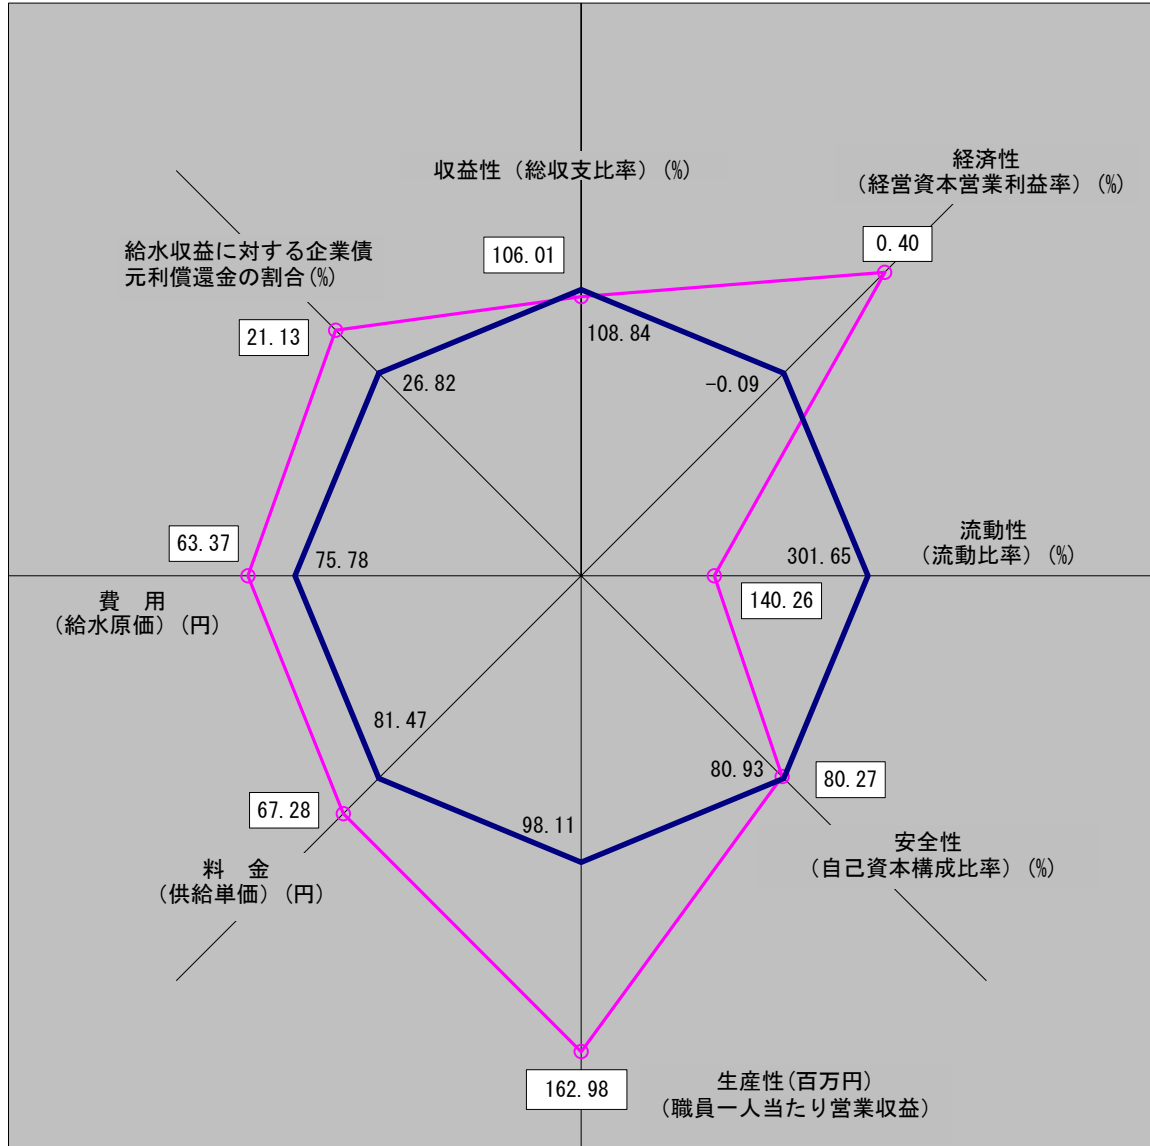 収益性（総収支比率）(%)
106.01
108.84
経済性
（経営資本営業利益率）(%)
0.40
-0.09
流動性
（流動比率）(%)
301.65
140.26
80.93
80.27
安全性
（自己資本構成比率）(%)
98.11
162.98
生産性(百万円)
（職員一人当たり営業収益）
81.47
67.28
料　金
（供給単価）(円)
75.78
63.37
費　用
（給水原価）(円)
給水収益に対する企業債
元利償還金の割合(%)
21.13
26.82